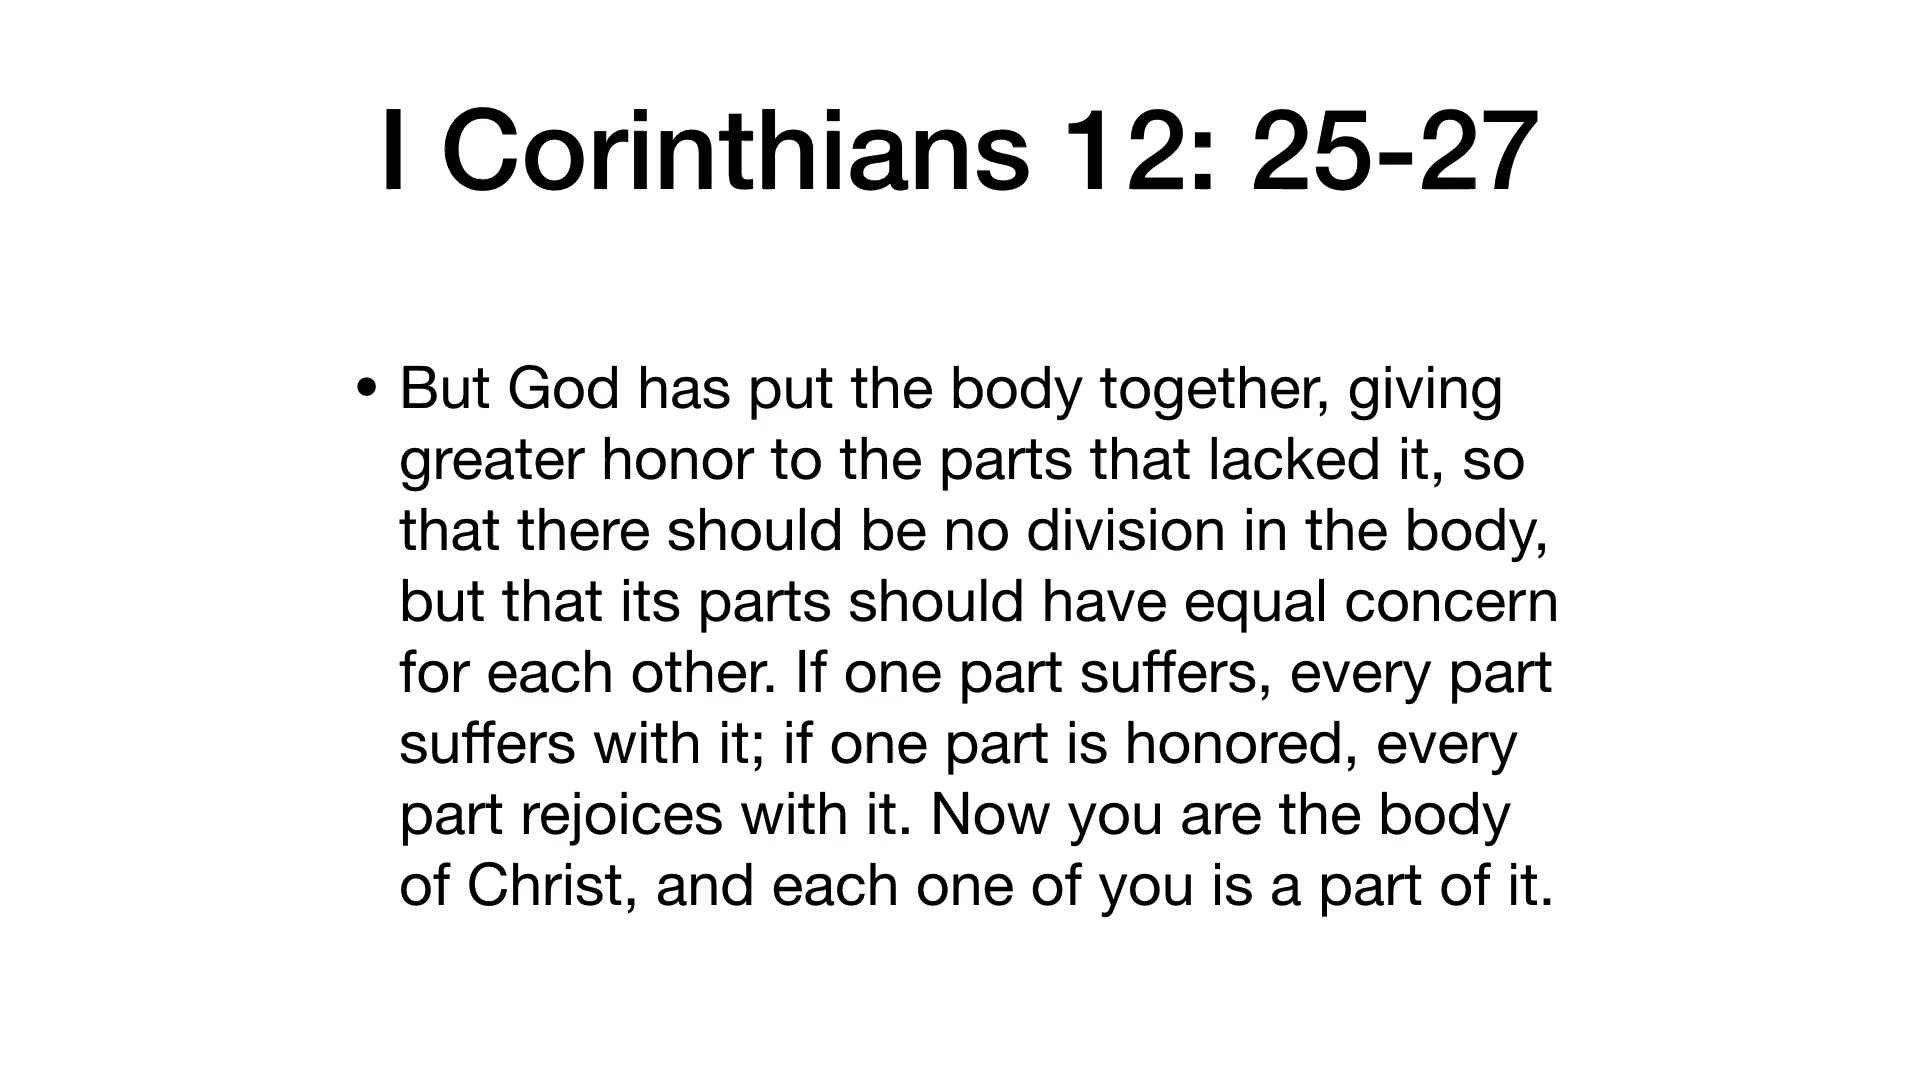 I Corinthians 12: 25-27
• But God has put the body together, giving
greater honor to the parts that lacked it, so
that there should be no division in the body,
but that its parts should have equal concern
for each other. If one part suffers, every part
suffers with it; if one part is honored, every
part rejoices with it. Now you are the body
of Christ, and each one of you is a part of it.